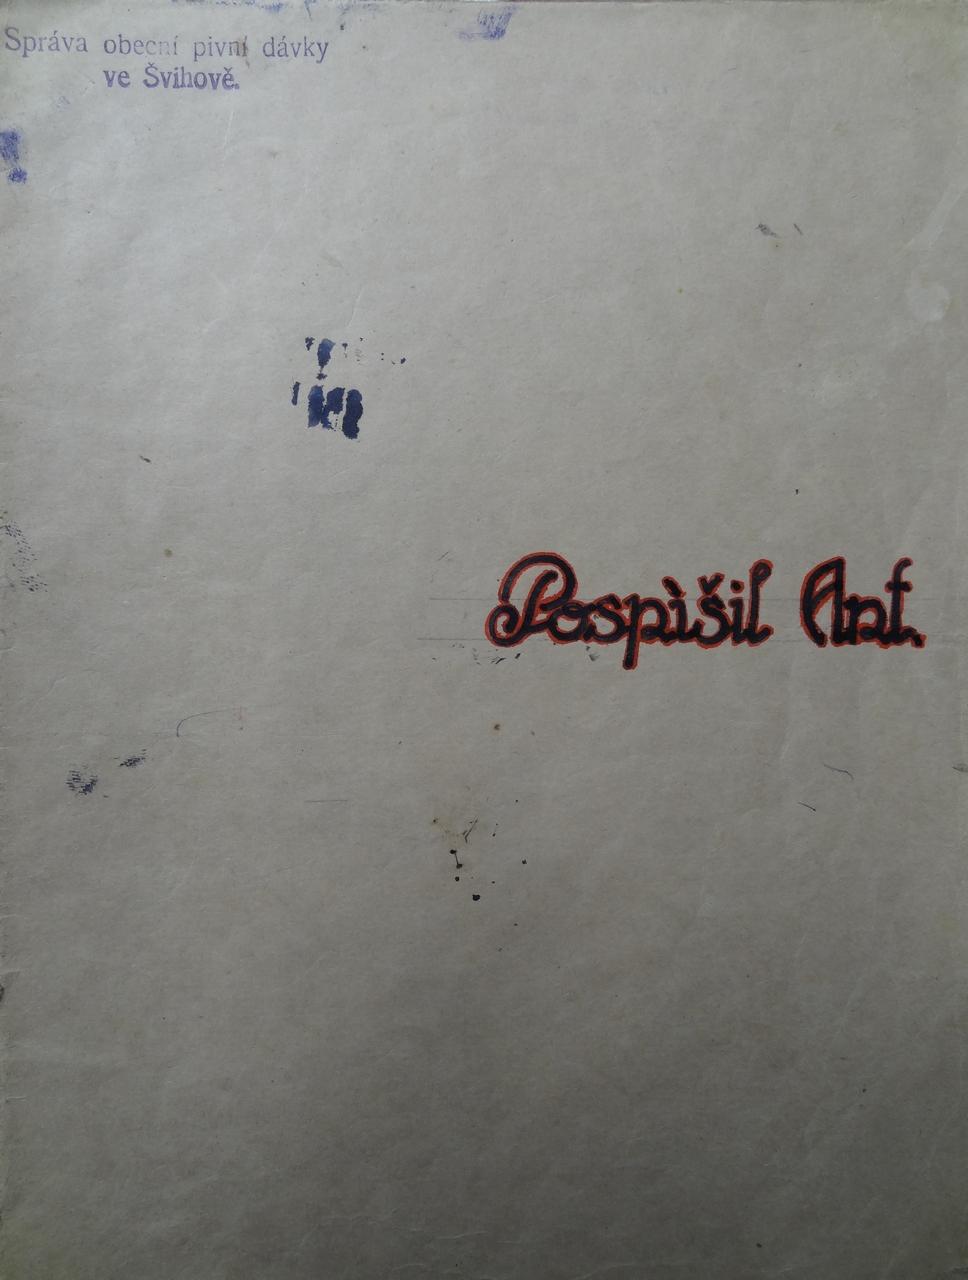 Správa obecní pivní dávky
ve Švihově.
Pospìšil Ant.